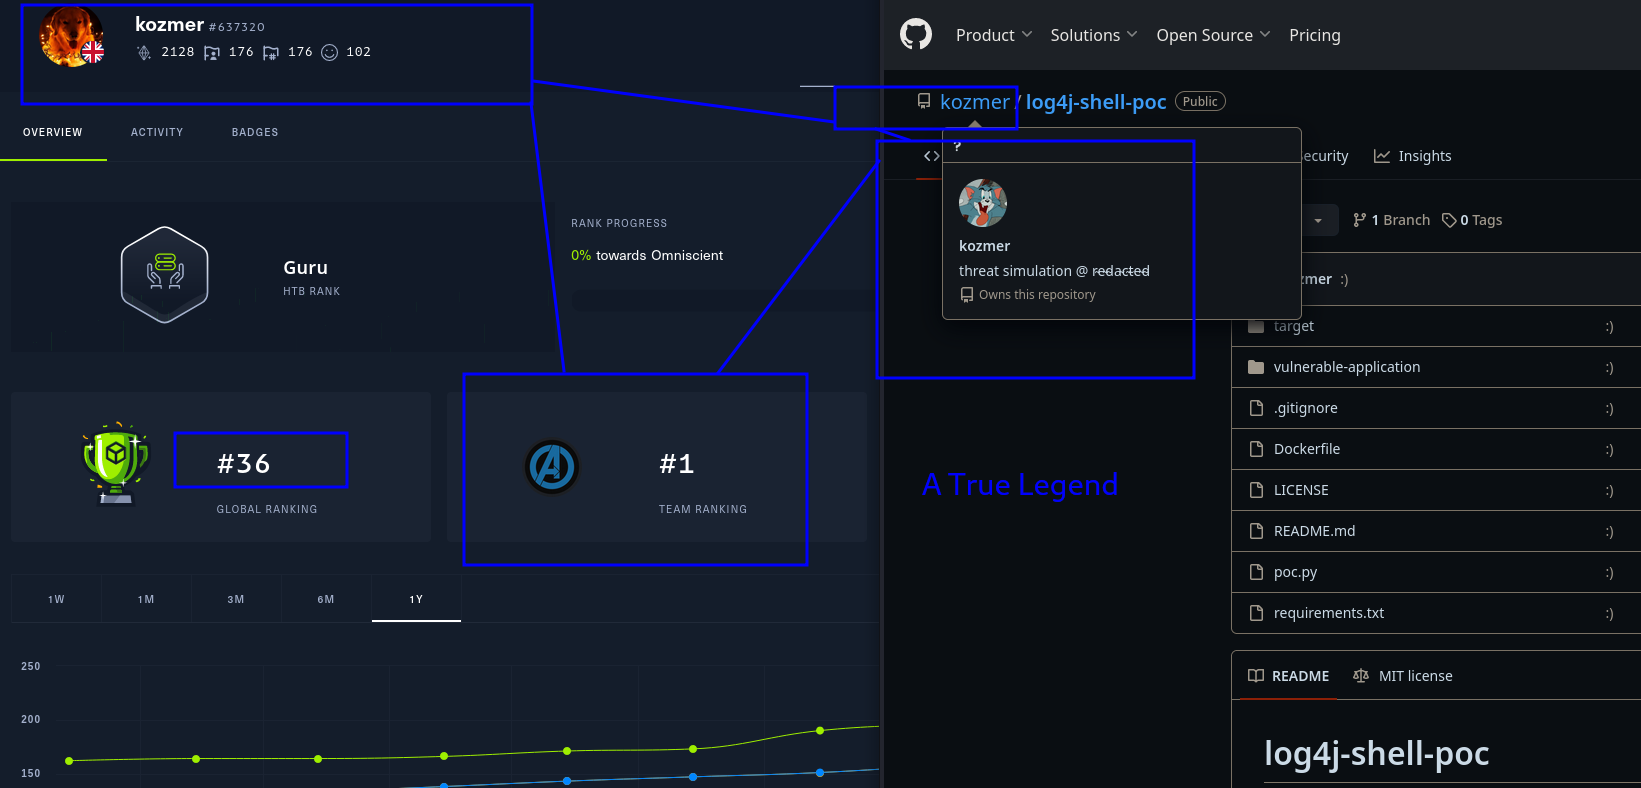 kozmer #637320
2128 176 176 102
OVERVIEW ACTIVITY BADGES
Guru
HTB RANK
RANK PROGRESS
0% towards Omniscient
#36
GLOBAL RANKING
#1
TEAM RANKING
1W 1M 3M 6M 1Y
250
200
150
Product Solutions Open Source Pricing
kozmer / log4j-shell-poc Public
?
Insights
kozmer
threat simulation @ redacted
Owns this repository
1 Branch 0 Tags
:)
target :)
vulnerable-application :)
.gitignore :)
Dockerfile :)
A True Legend
LICENSE :)
README.md :)
poc.py :)
requirements.txt :)
README MIT license
log4j-shell-poc